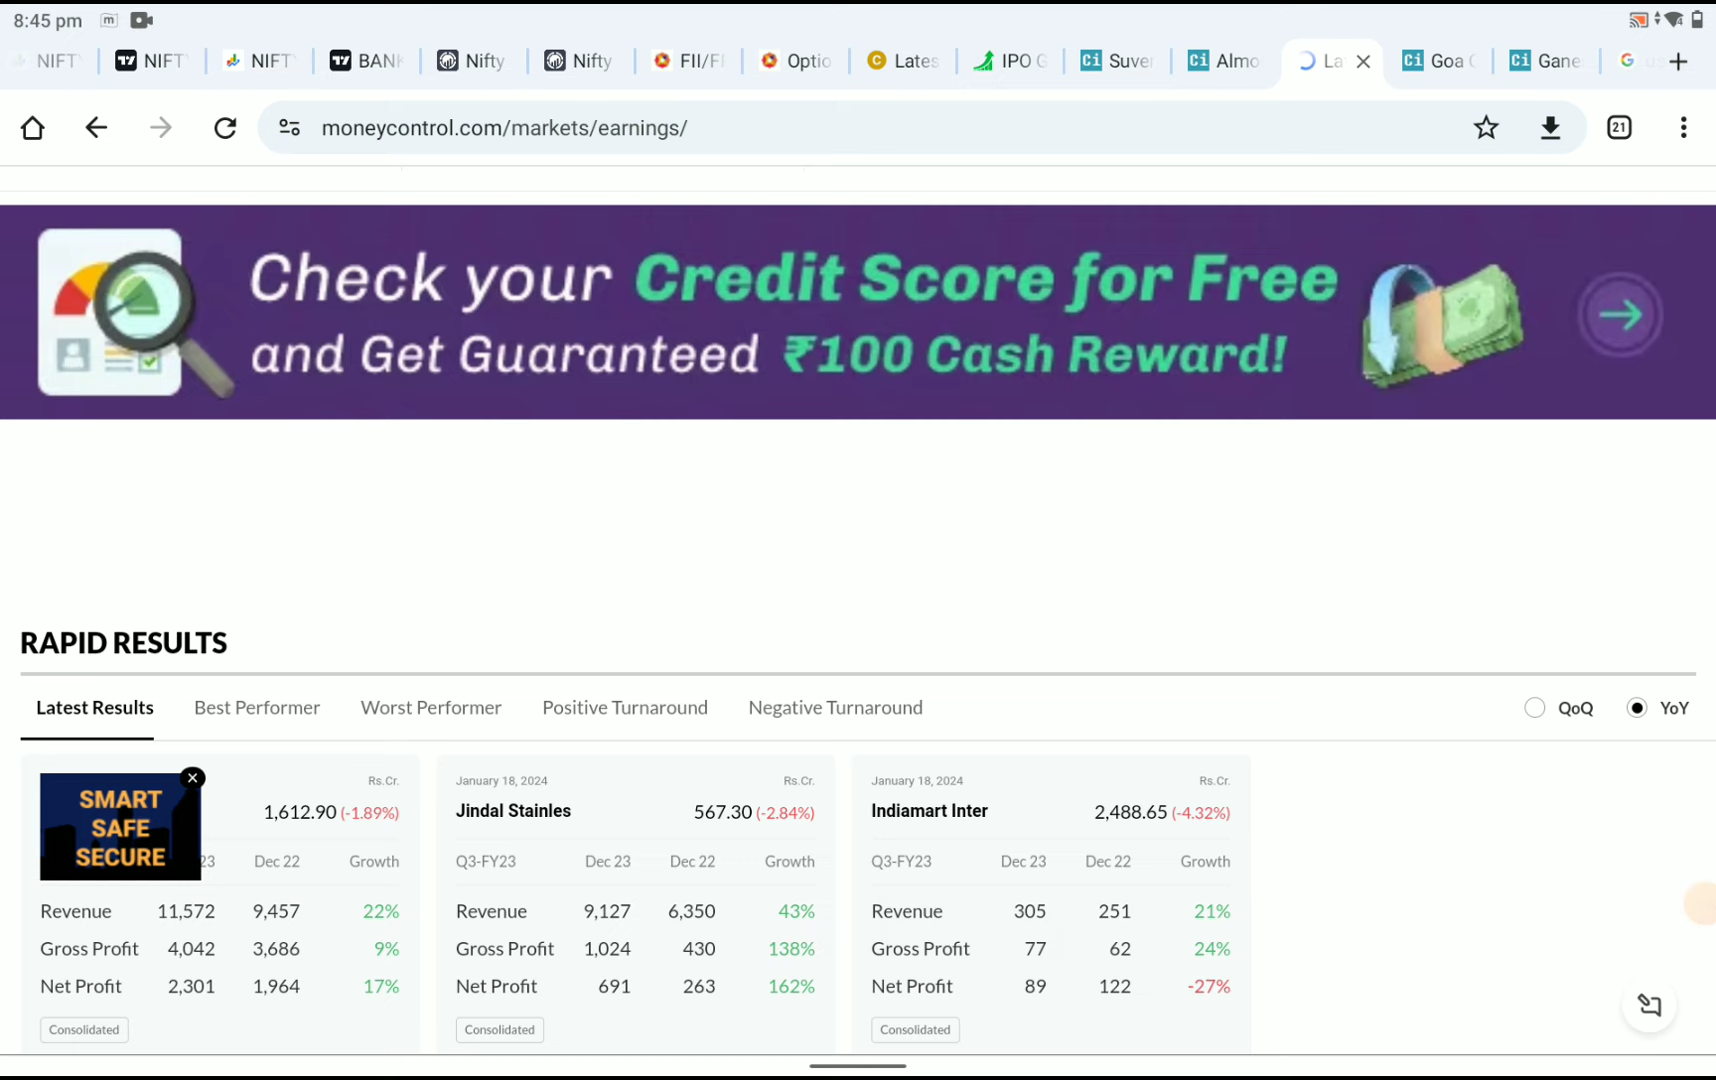 8:45 pm
NIFT NIFTY NIFTY BANK Nifty Nifty FII/FI Optio Lates IPO G Suver Almo La Goa Gane
moneycontrol.com/markets/earnings/
21
Check your Credit Score for Free
and Get Guaranteed ₹100 Cash Reward!
RAPID RESULTS
Latest Results Best Performer Worst Performer Positive Turnaround Negative Turnaround QoQ YoY
SMART
SAFE
SECURE
Rs.Cr.
1,612.90 (-1.89%)
23 Dec 22 Growth
Revenue 11,572 9,457 22%
Gross Profit 4,042 3,686 9%
Net Profit 2,301 1,964 17%
Consolidated
January 18, 2024 Rs.Cr.
Jindal Stainles 567.30 (-2.84%)
Q3-FY23 Dec 23 Dec 22 Growth
Revenue 9,127 6,350 43%
Gross Profit 1,024 430 138%
Net Profit 691 263 162%
Consolidated
January 18, 2024 Rs.Cr.
Indiamart Inter 2,488.65 (-4.32%)
Q3-FY23 Dec 23 Dec 22 Growth
Revenue 305 251 21%
Gross Profit 77 62 24%
Net Profit 89 122 -27%
Consolidated